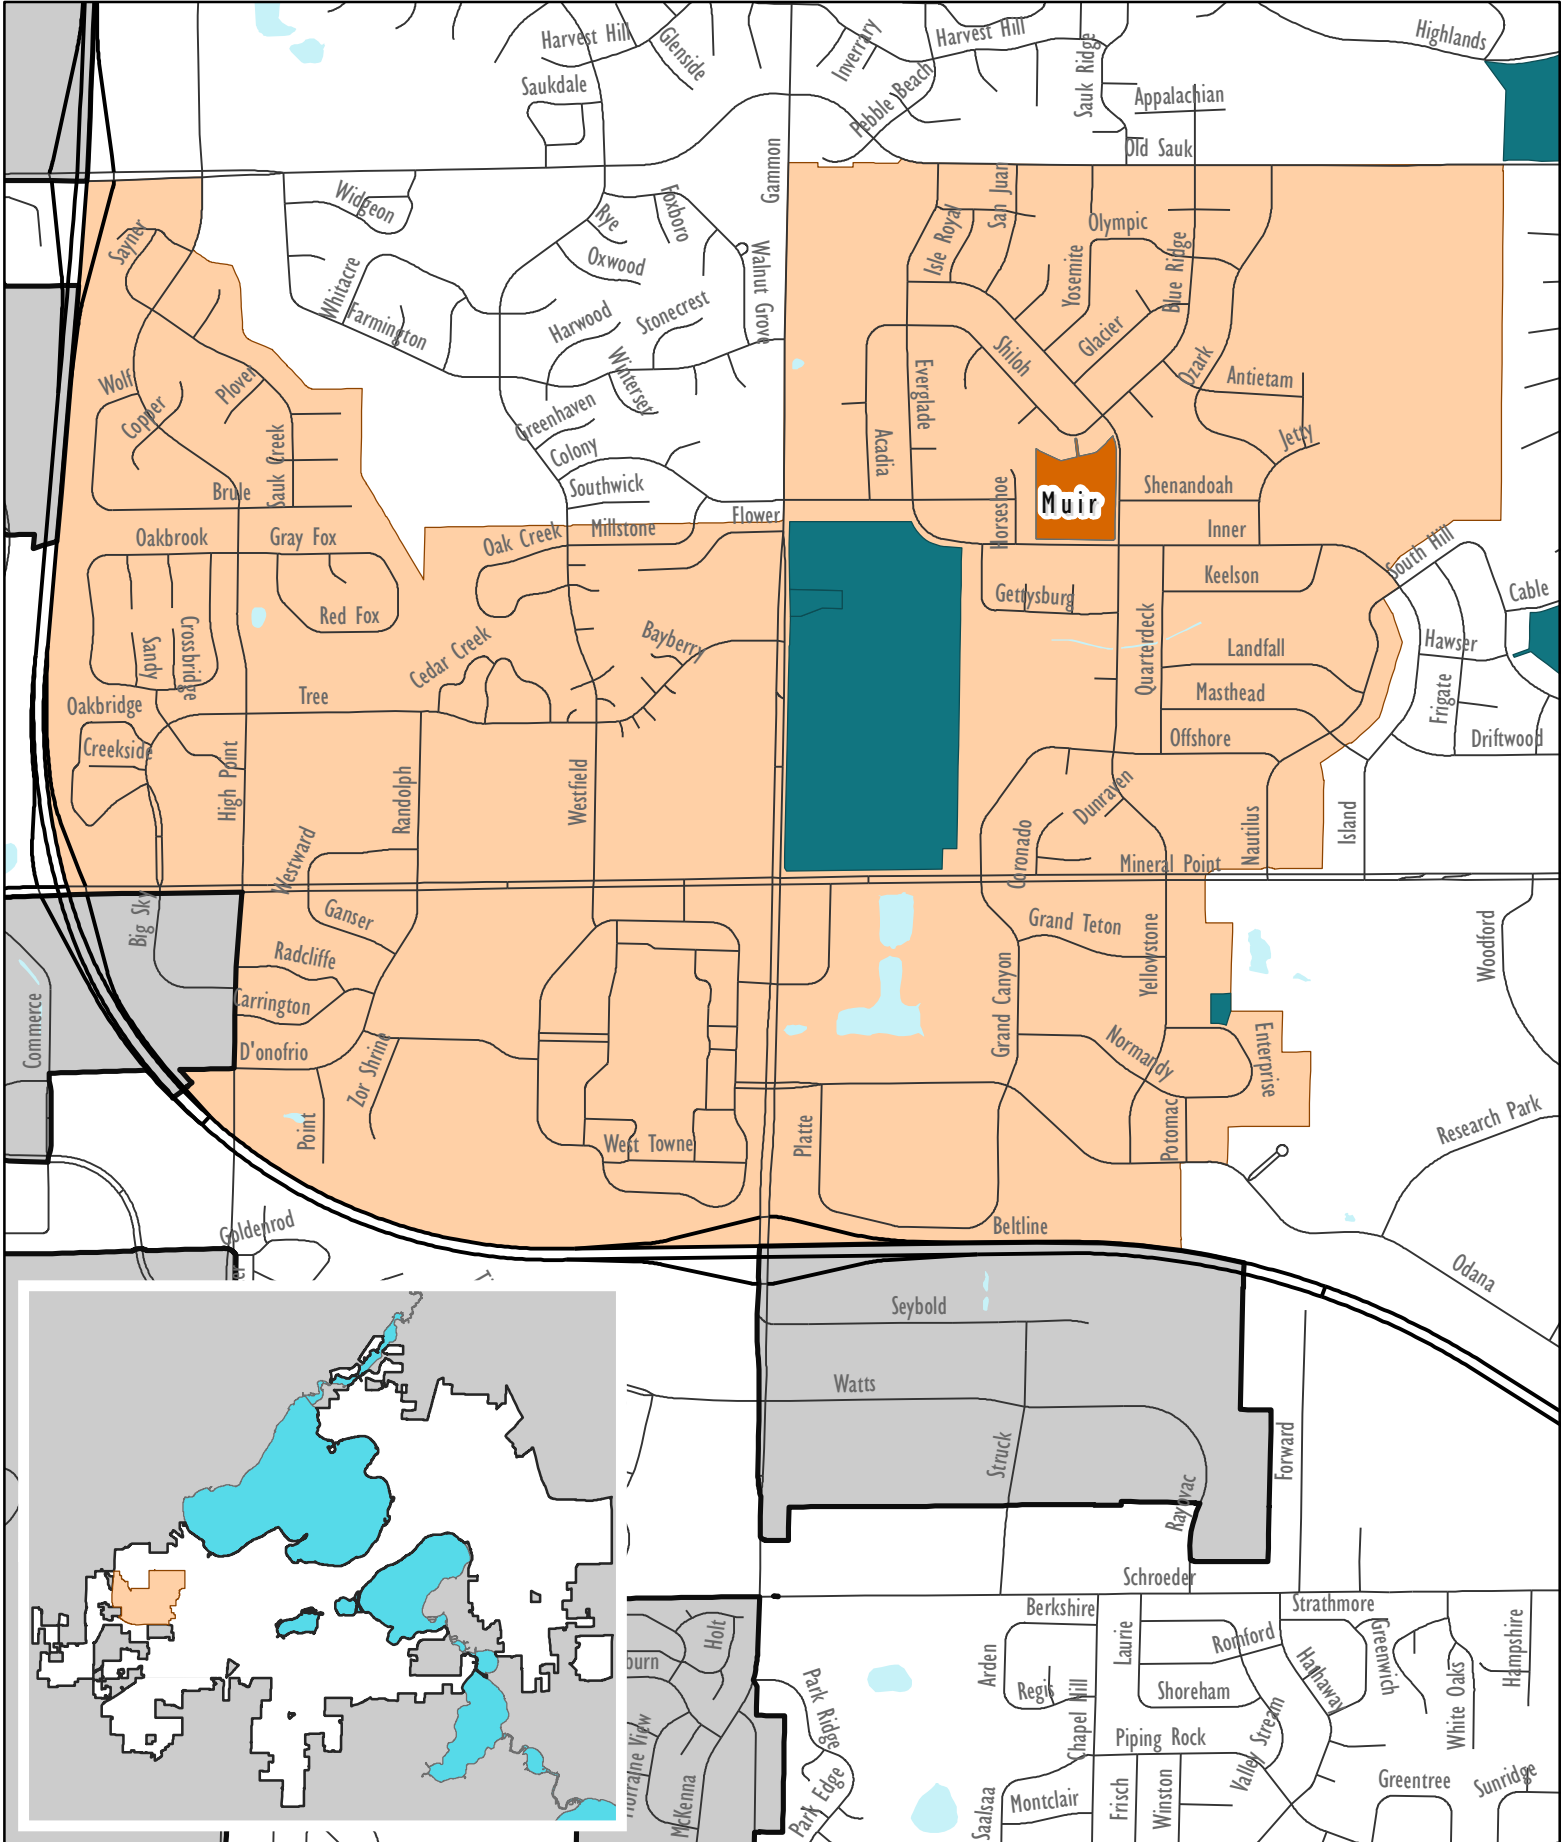 Harvest Hill
Glenside
Inverrary
Harvest Hill
Highlands
Saukdale
Pebble Beach
Sauk Ridge
Appalachian
Old Sauk
Gammon
Widgeon
Rye
Foxboro
San Juan
Isle Royal
Olympic
Sayner
Oxwood
Walnut Grove
Yosemite
Blue Ridge
Whitacre
Farmington
Harwood
Stonecrest
Shiloh
Glacier
Ozark
Antietam
Wolf
Plover
Copper
Winterset
Everglade
Greenhaven
Acadia
Jetty
Colony
Sauk Creek
Brule
Southwick
Horseshoe
Muir
Shenandoah
Flower
Millstone
Inner
Oakbrook
Gray Fox
Oak Creek
South Hill
Gettysburg
Keelson
Cable
Red Fox
Crossbridge
Sandy
Cedar Creek
Bayberry
Quarterdeck
Landfall
Hawser
Masthead
Frigate
Oakbridge
Tree
Creekside
High Point
Randolph
Westfield
Offshore
Driftwood
Dunraven
Coronado
Nautilus
Island
Westward
Mineral Point
Big Sky
Ganser
Grand Teton
Yellowstone
Woodford
Radcliffe
Carrington
Grand Canyon
Commerce
D'onofrio
Zor Shrine
Normandy
Enterprise
Point
West Towne
Platte
Potomac
Research Park
Goldenrod
Beltline
Odana
Seybold
Watts
Struck
Rayovac
Forward
Schroeder
Berkshire
Strathmore
Holt
burn
Arden
Laurie
Romford
Greenwich
Hampshire
Regis
Chapel Hill
Shoreham
Hathaway
White Oaks
Park Ridge
Piping Rock
Valley Stream
McKenna
Park Edge
Saalsaa
Montclair
Frisch
Winston
Greentree
Sunridge